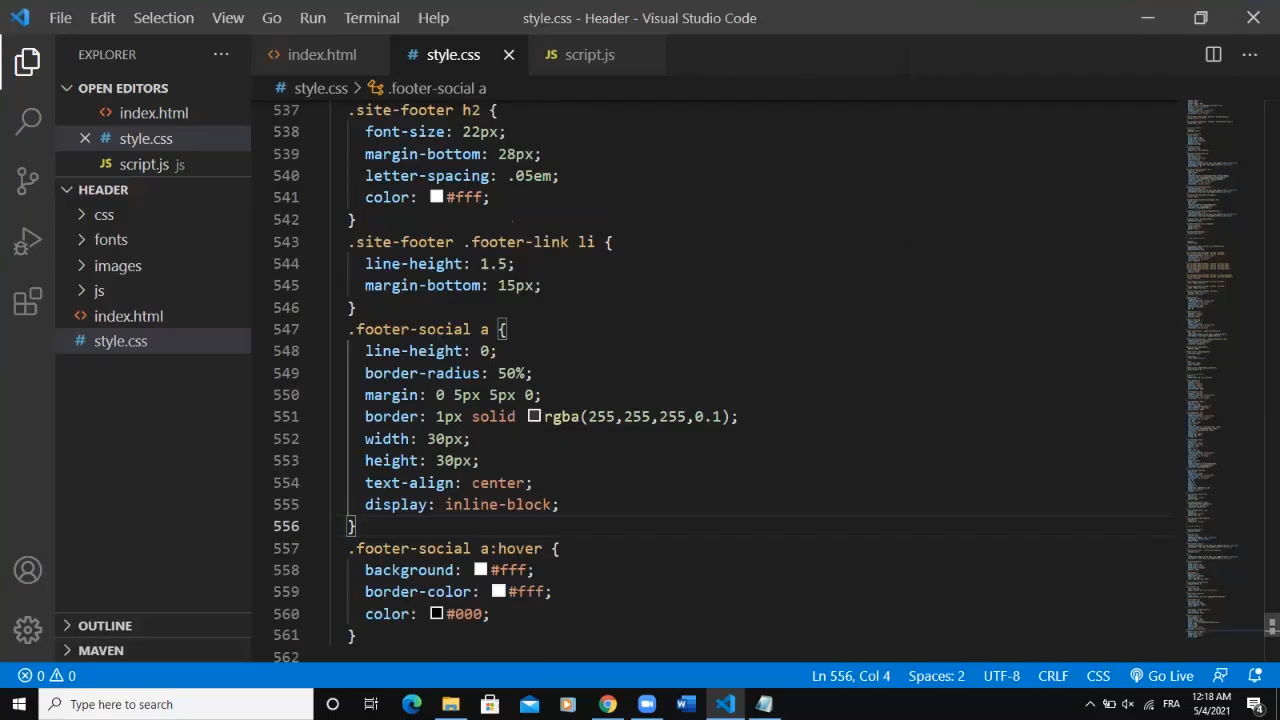 File Edit Selection View Go Run Terminal Help style.css - Header - Visual Studio Code
EXPLORER ··· <> index.html # style.css × JS script.js ···
# style.css > .footer-social a
OPEN EDITORS
<> index.html
× # style.css
JS script.js js
HEADER
> css
> fonts
> images
> js
<> index.html
# style.css
OUTLINE
MAVEN
537 .site-footer h2 {
538 font-size: 22px;
539 margin-bottom: 28px;
540 letter-spacing: .05em;
541 color: #fff;
542 }
543 .site-footer .footer-link li {
544 line-height: 1.5;
545 margin-bottom: 15px;
546 }
547 .footer-social a {
548 line-height: 0;
549 border-radius: 50%;
550 margin: 0 5px 5px 0;
551 border: 1px solid rgba(255,255,255,0.1);
552 width: 30px;
553 height: 30px;
554 text-align: center;
555 display: inline-block;
556 }
557 .footer-social a:hover {
558 background: #fff;
559 border-color: #fff;
560 color: #000;
561 }
562
0 0 Ln 556, Col 4 Spaces: 2 UTF-8 CRLF CSS Go Live
Type here to search
FRA
12:18 AM
5/4/2021
4